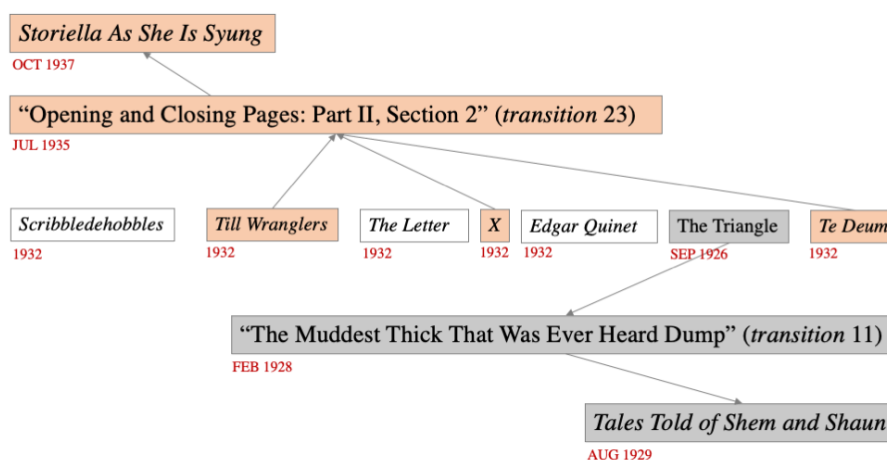 Storiella As She Is Syung
OCT 1937
“Opening and Closing Pages: Part II, Section 2” (transition 23)
JUL 1935
Scribbledehobbles
1932
Till Wranglers
1932
The Letter
1932
X
1932
Edgar Quinet
1932
The Triangle
SEP 1926
Te Deum
1932
“The Muddest Thick That Was Ever Heard Dump” (transition 11)
FEB 1928
Tales Told of Shem and Shaun
AUG 1929